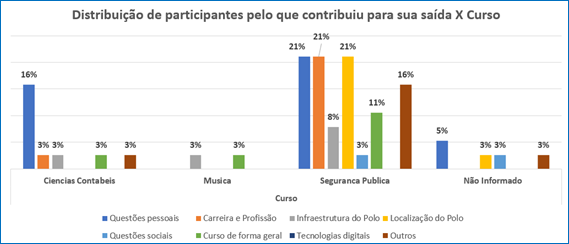 Distribuição de participantes pelo que contribuiu para sua saída X Curso
21% 21% 21%
16% 16%
11%
8%
5%
3% 3% 3% 3% 3% 3% 3% 3% 3% 3%
Ciencias Contabeis Musica Seguranca Publica Não Informado
Curso
Questões pessoais Carreira e Profissão Infraestrutura do Polo Localização do Polo
Questões sociais Curso de forma geral Tecnologias digitais Outros